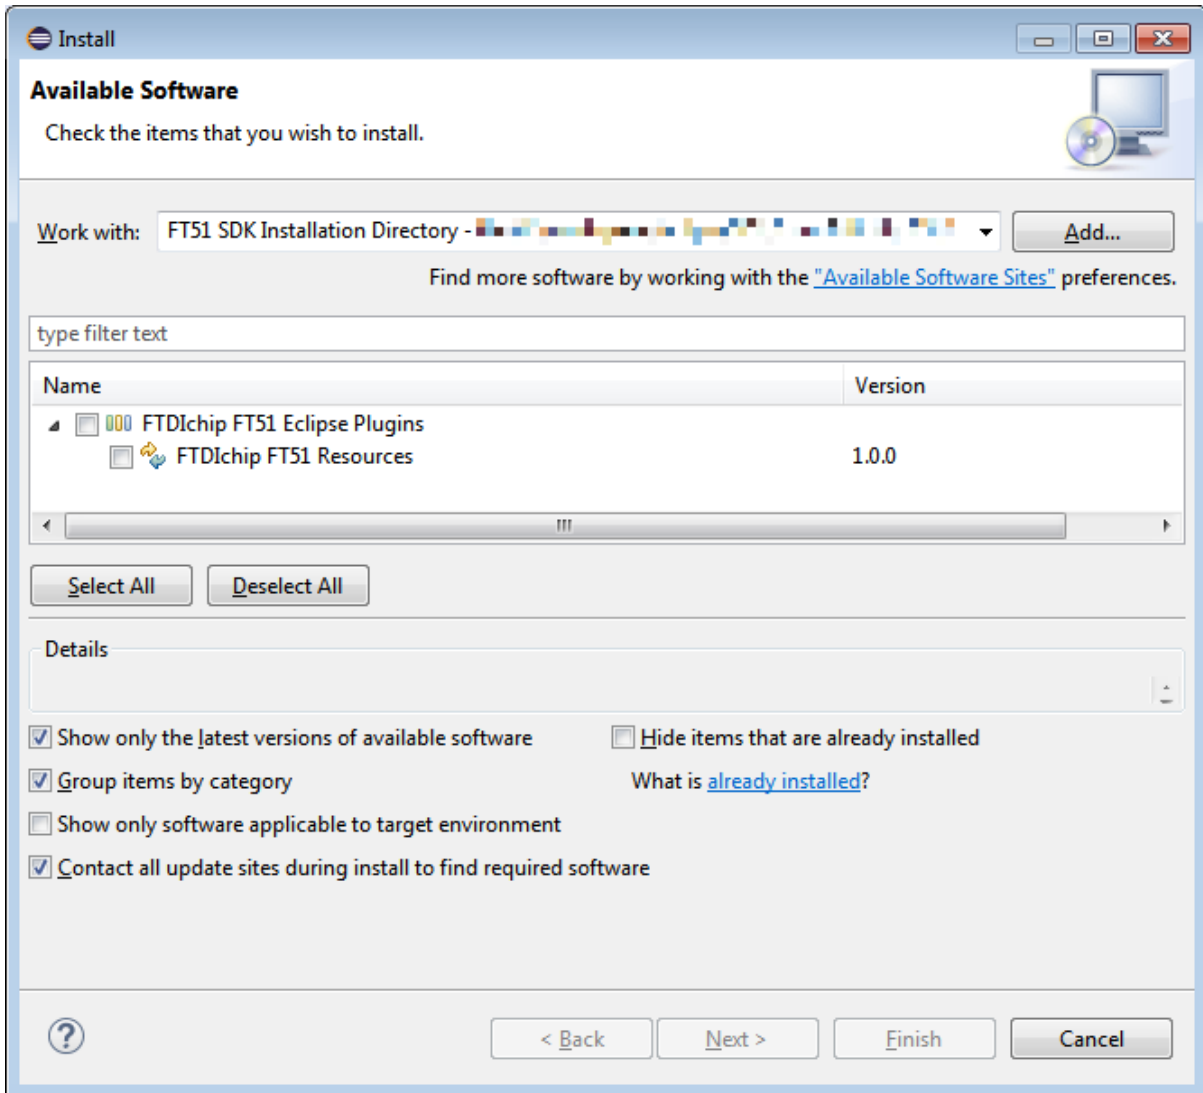 Install
Available Software
Check the items that you wish to install.
Work with: FT51 SDK Installation Directory - Add...
Find more software by working with the "Available Software Sites" preferences.
type filter text
Name Version
FTDIchip FT51 Eclipse Plugins
FTDIchip FT51 Resources 1.0.0
Select All Deselect All
Details
Show only the latest versions of available software Hide items that are already installed
Group items by category What is already installed?
Show only software applicable to target environment
Contact all update sites during install to find required software
? < Back Next > Finish Cancel